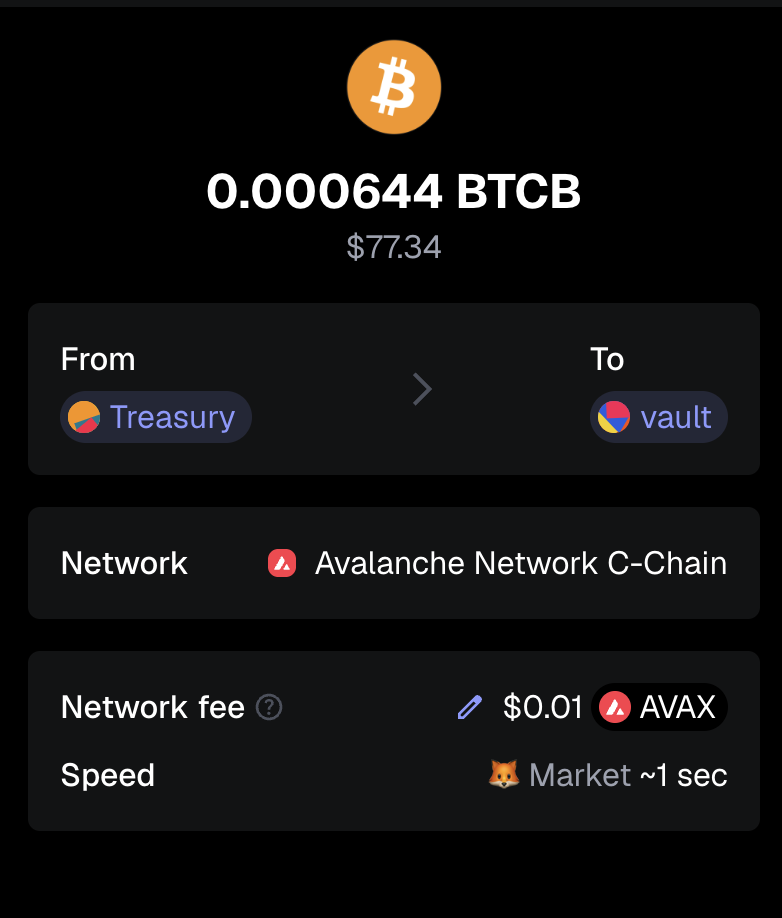 0.000644 BTCB
$77.34
From
To
Treasury
vault
Network
Avalanche Network C-Chain
Network fee
$0.01 AVAX
Speed
Market ~1 sec